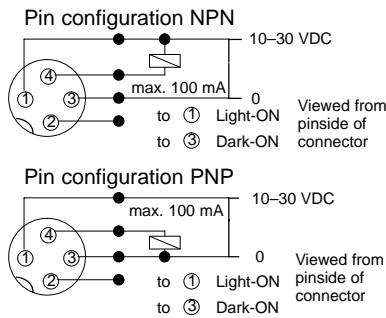 Pin configuration NPN
10–30 VDC
4
max. 100 mA
1
3
0
Viewed from
pinside of
connector
2
to ① Light-ON
to ③ Dark-ON
Pin configuration PNP
10–30 VDC
max. 100 mA
4
1
3
0
Viewed from
pinside of
connector
2
to ① Light-ON
to ③ Dark-ON